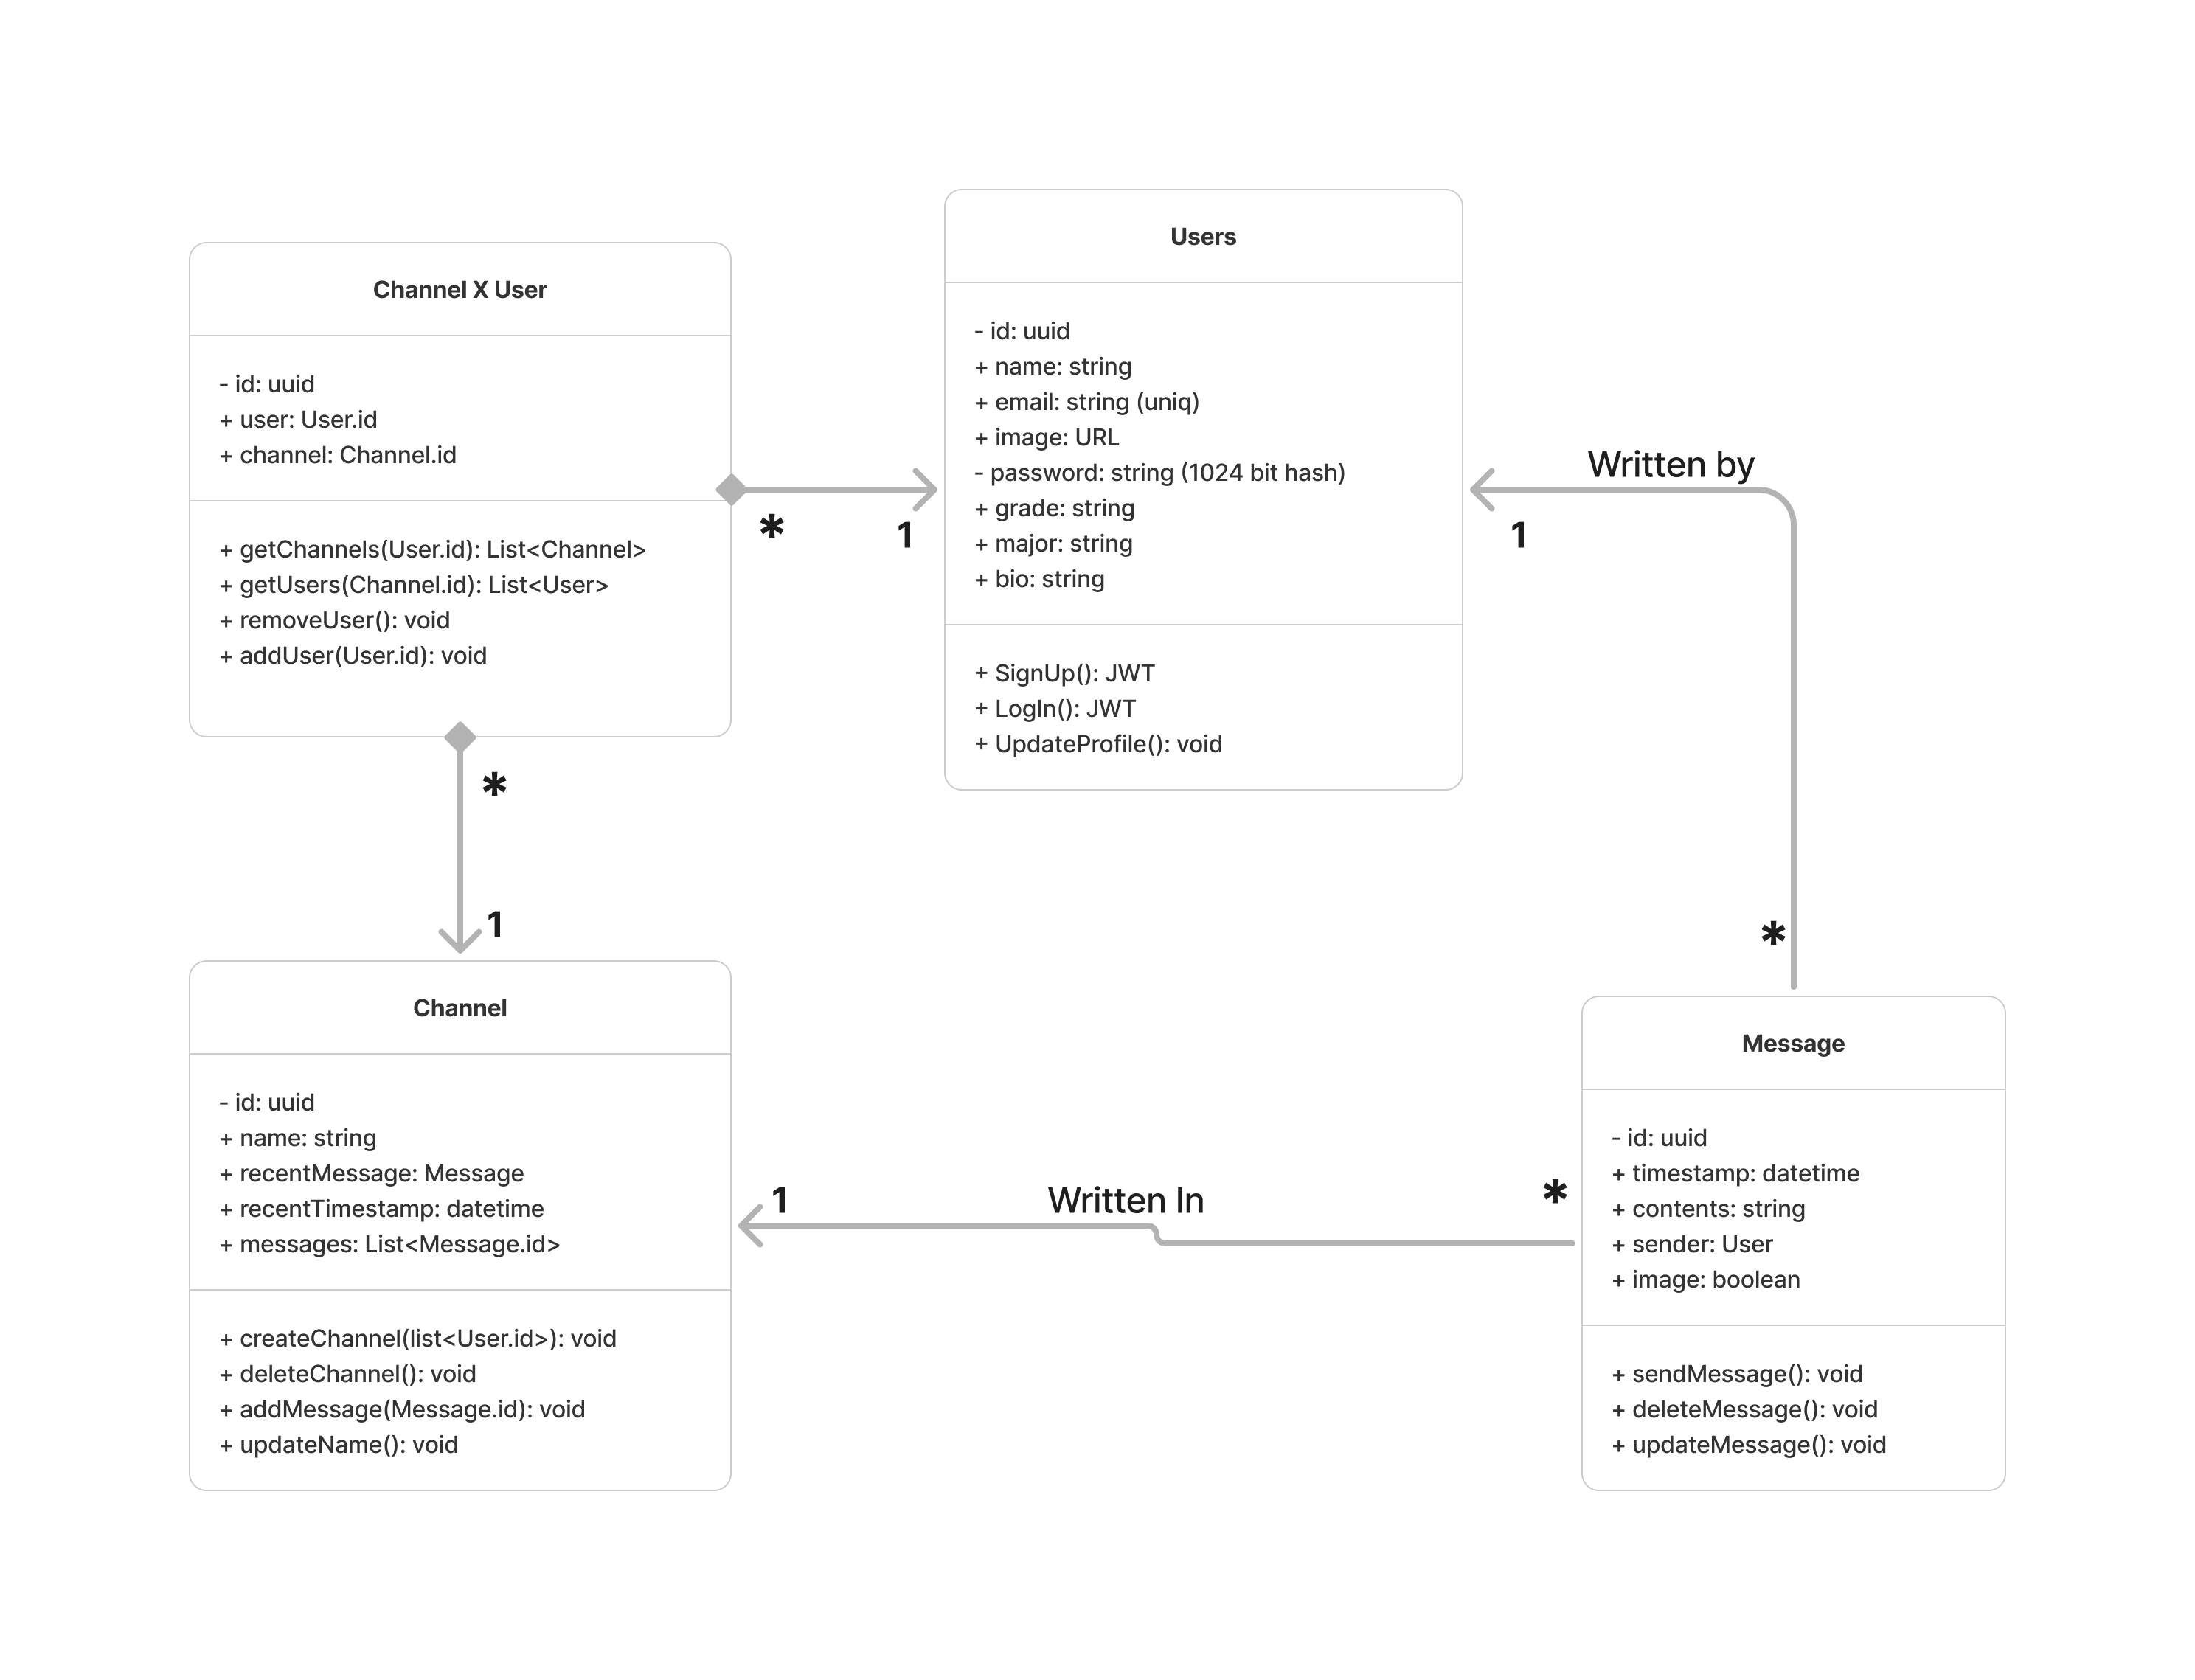 Channel X User
- id: uuid
+ user: User.id
+ channel: Channel.id
+ getChannels(User.id): List<Channel>
+ getUsers(Channel.id): List<User>
+ removeUser(): void
+ addUser(User.id): void
*
1
Users
- id: uuid
+ name: string
+ email: string (uniq)
+ image: URL
- password: string (1024 bit hash)
+ grade: string
+ major: string
+ bio: string
+ SignUp(): JWT
+ LogIn(): JWT
+ UpdateProfile(): void
Written by
1
*
*
1
Channel
- id: uuid
+ name: string
+ recentMessage: Message
+ recentTimestamp: datetime
+ messages: List<Message.id>
+ createChannel(list<User.id>): void
+ deleteChannel(): void
+ addMessage(Message.id): void
+ updateName(): void
1
Written In
*
Message
- id: uuid
+ timestamp: datetime
+ contents: string
+ sender: User
+ image: boolean
+ sendMessage(): void
+ deleteMessage(): void
+ updateMessage(): void